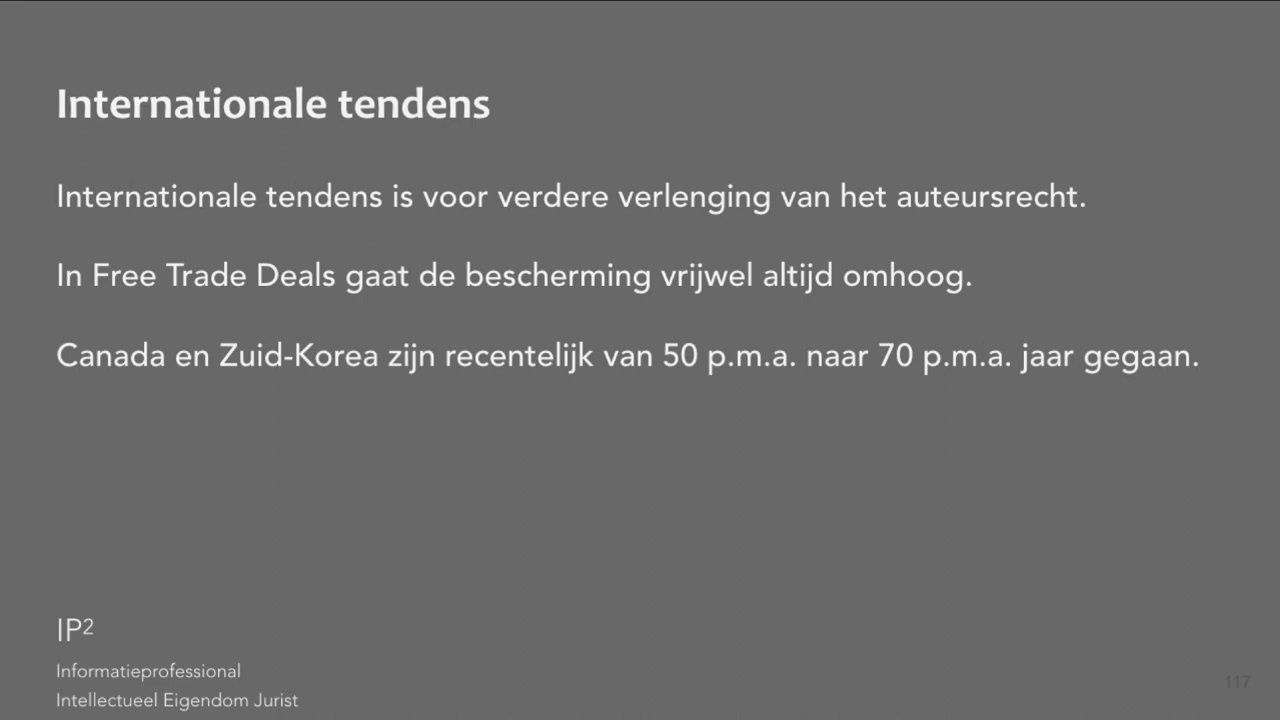 Internationale tendens
Internationale tendens is voor verdere verlenging van het auteursrecht.
In Free Trade Deals gaat de bescherming vrijwel altijd omhoog.
Canada en Zuid-Korea zijn recentelijk van 50 p.m.a. naar 70 p.m.a. jaar gegaan.
IP²
Informatieprofessional
Intellectueel Eigendom Jurist
117